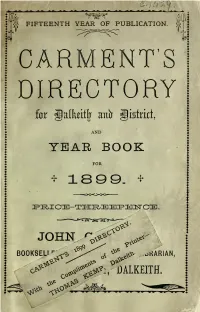 FIFTEENTH YEAR OF PUBLICATION.
CARMENT'S
DIRECTORY
for Dalkeith and District,
AND
YEAR BOOK
FOR
1899.
PRICE—THREEPENCE.
JOHN
BOOKSELL
RARIAN,
DALKEITH.
CARMENT'S 1899 DIRECTORY.
With the Compliments of the Printer—
THOMAS KEMP, Dalkeith.